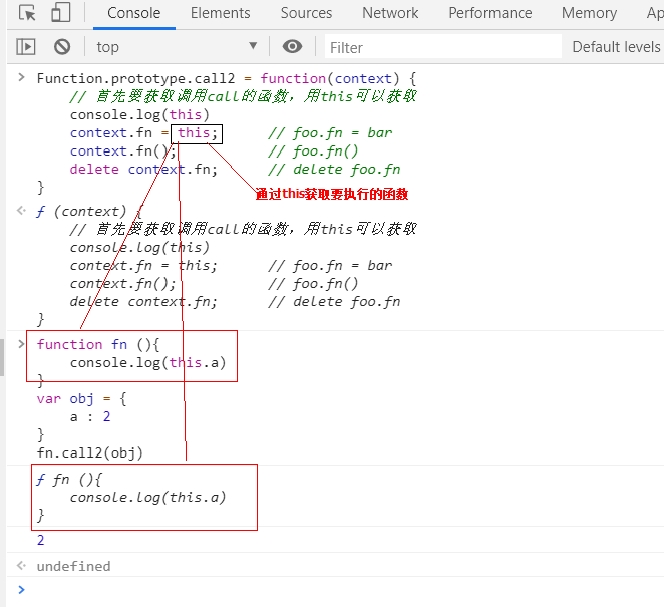 Console Elements Sources Network Performance Memory Ap
top Filter Default levels
Function.prototype.call2 = function(context) {
// 首先要获取调用call的函数，用this可以获取
console.log(this)
context.fn = this; // foo.fn = bar
context.fn(); // foo.fn()
delete context.fn; // delete foo.fn
}
通过this获取要执行的函数
ƒ (context) {
// 首先要获取调用call的函数，用this可以获取
console.log(this)
context.fn = this; // foo.fn = bar
context.fn(); // foo.fn()
delete context.fn; // delete foo.fn
}
function fn (){
console.log(this.a)
}
var obj = {
a : 2
}
fn.call2(obj)
ƒ fn (){
console.log(this.a)
}
2
undefined